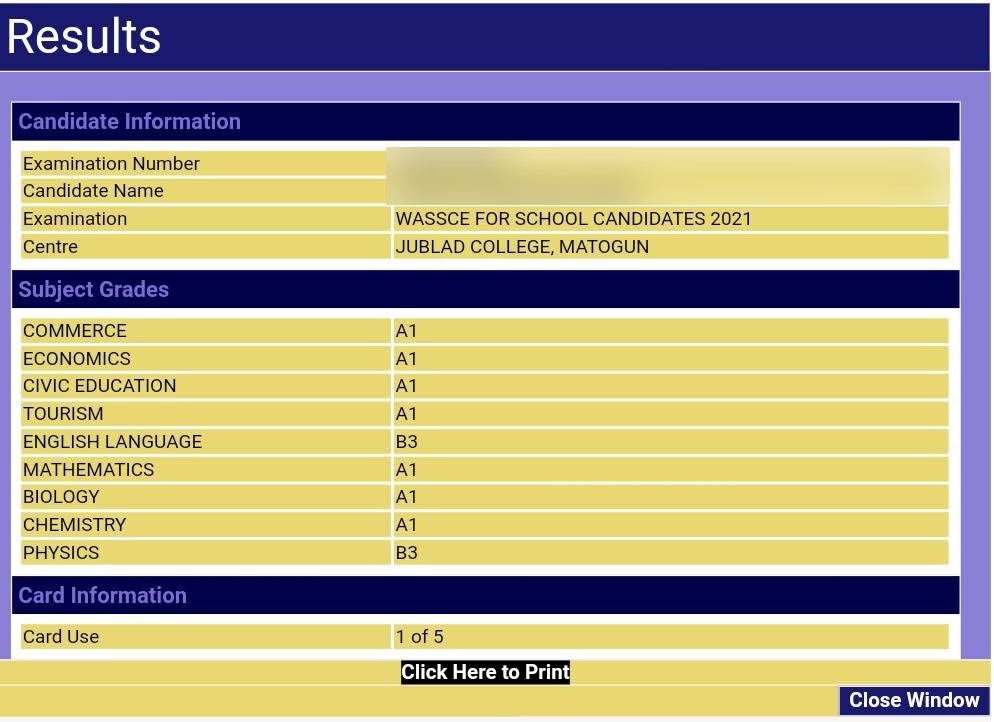 Results
Candidate Information
Examination Number
Candidate Name
Examination WASSCE FOR SCHOOL CANDIDATES 2021
Centre JUBLAD COLLEGE, MATOGUN
Subject Grades
COMMERCE A1
ECONOMICS A1
CIVIC EDUCATION A1
TOURISM A1
ENGLISH LANGUAGE B3
MATHEMATICS A1
BIOLOGY A1
CHEMISTRY A1
PHYSICS B3
Card Information
Card Use 1 of 5
Click Here to Print
Close Window